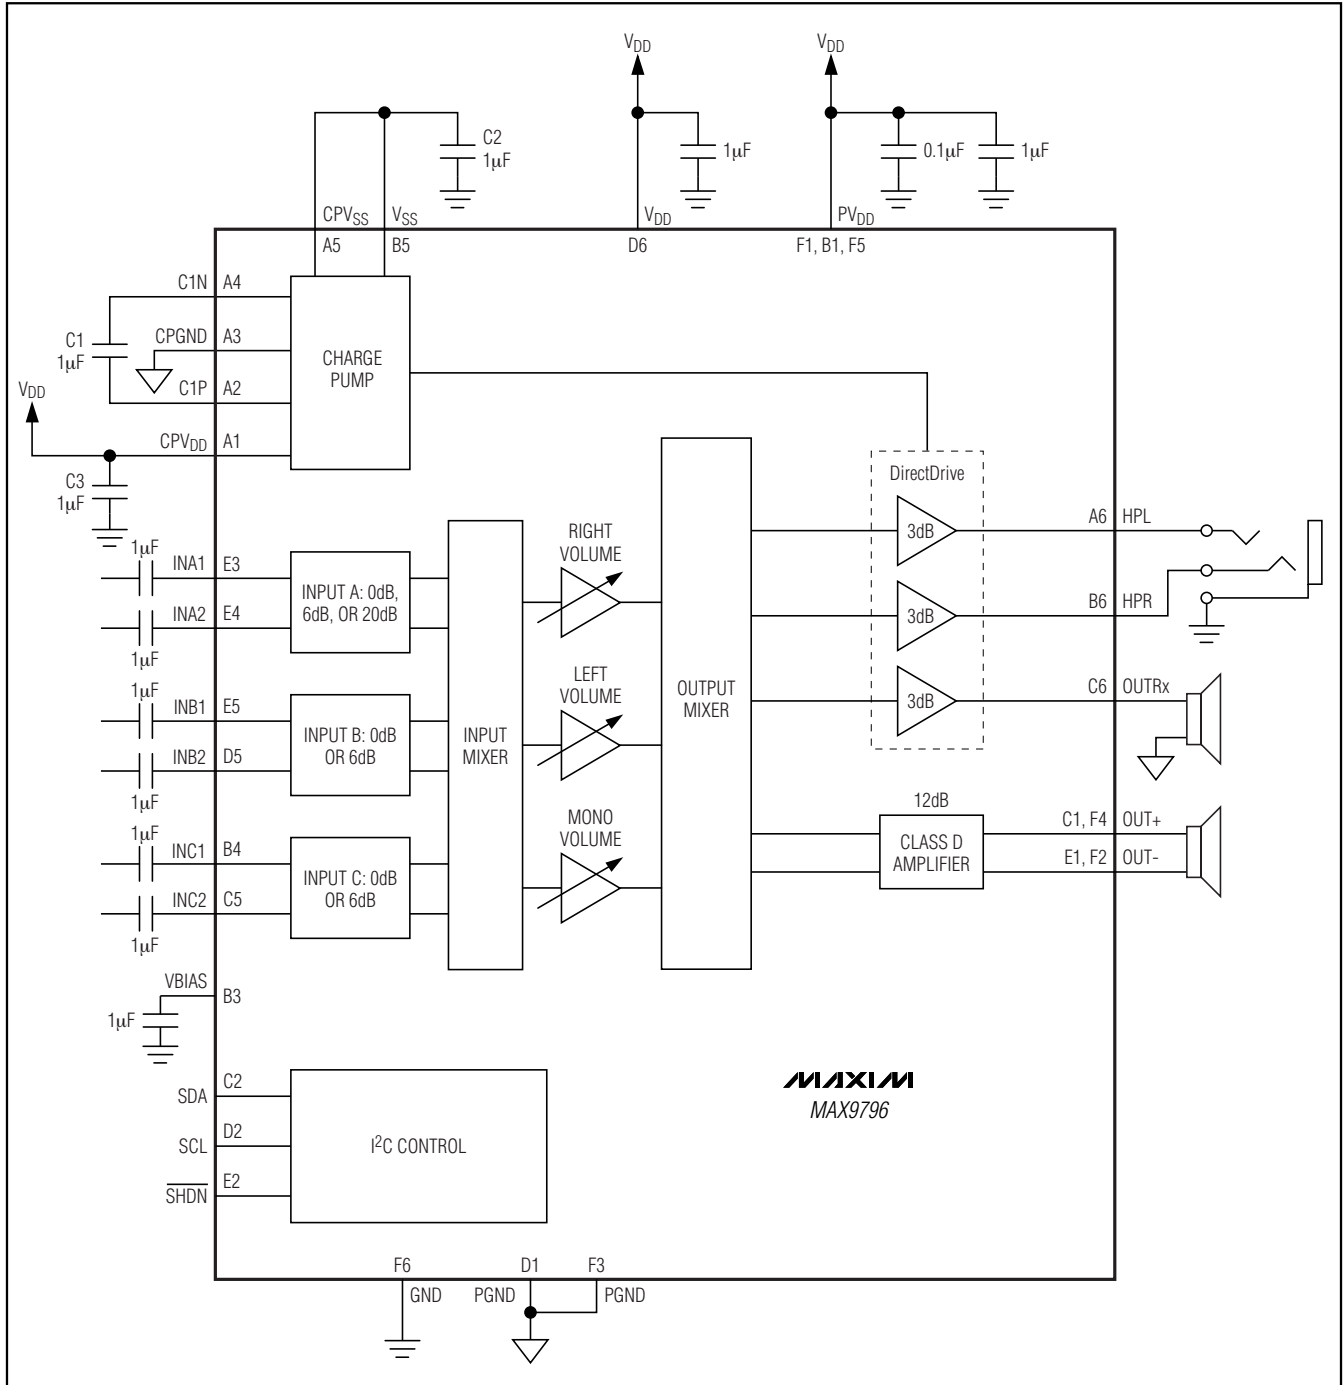 VDD
VDD
C2
1µF
1µF
0.1µF
1µF
CPVSS
VSS
VDD
PVDD
A5
B5
D6
F1, B1, F5
C1N
A4
C1
1µF
CPGND
A3
CHARGE
PUMP
C1P
A2
VDD
CPVDD
A1
C3
1µF
DirectDrive
1µF
INA1
E3
INPUT A: 0dB,
6dB, OR 20dB
INA2
E4
1µF
RIGHT
VOLUME
3dB
A6
HPL
3dB
B6
HPR
1µF
INB1
E5
INPUT B: 0dB
OR 6dB
INB2
D5
1µF
INPUT
MIXER
LEFT
VOLUME
OUTPUT
MIXER
3dB
C6
OUTRx
1µF
INC1
B4
INPUT C: 0dB
OR 6dB
INC2
C5
1µF
MONO
VOLUME
12dB
CLASS D
AMPLIFIER
C1, F4
OUT+
E1, F2
OUT-
VBIAS
B3
1µF
SDA
C2
SCL
D2
I2C CONTROL
SHDN
E2
MAXIM
MAX9796
F6
D1
F3
GND
PGND
PGND